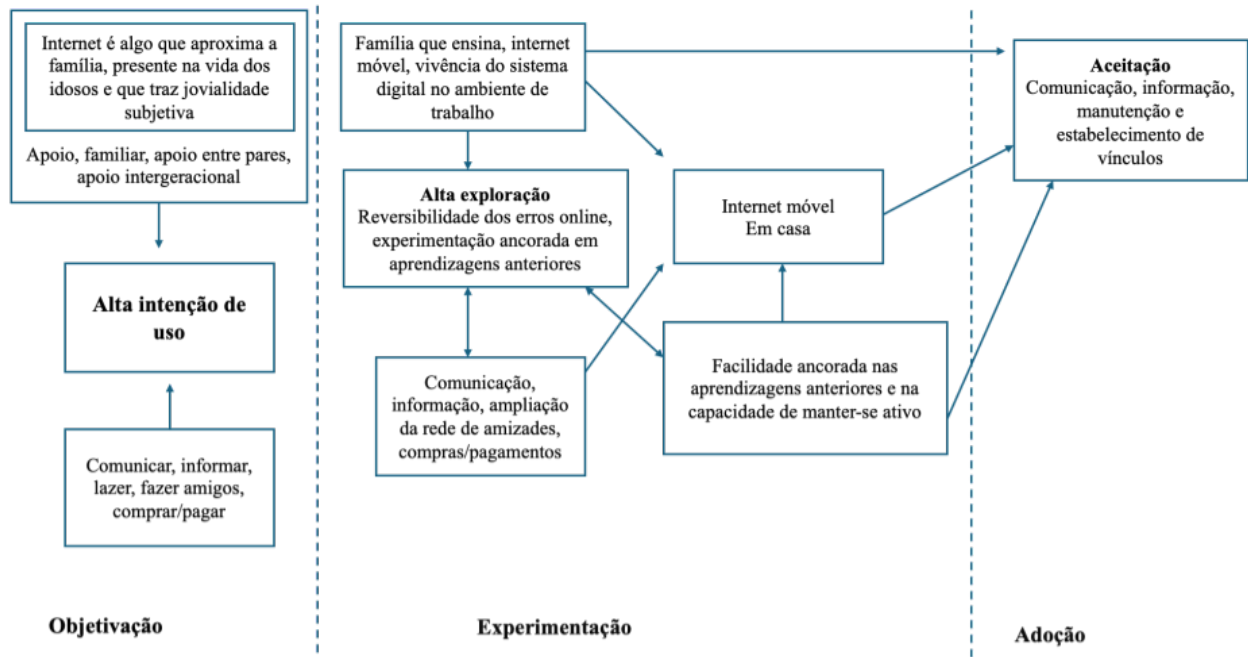 Internet é algo que aproxima a
família, presente na vida dos
idosos e que traz jovialidade
subjetiva
Apoio, familiar, apoio entre pares,
apoio intergeracional
Alta intenção de
uso
Comunicar, informar,
lazer, fazer amigos,
comprar/pagar
Objetivação
Família que ensina, internet
móvel, vivência do sistema
digital no ambiente de
trabalho
Alta exploração
Reversibilidade dos erros online,
experimentação ancorada em
aprendizagens anteriores
Internet móvel
Em casa
Comunicação,
informação, ampliação
da rede de amizades,
compras/pagamentos
Facilidade ancorada nas
aprendizagens anteriores e na
capacidade de manter-se ativo
Experimentação
Aceitação
Comunicação, informação,
manutenção e
estabelecimento de
vínculos
Adoção